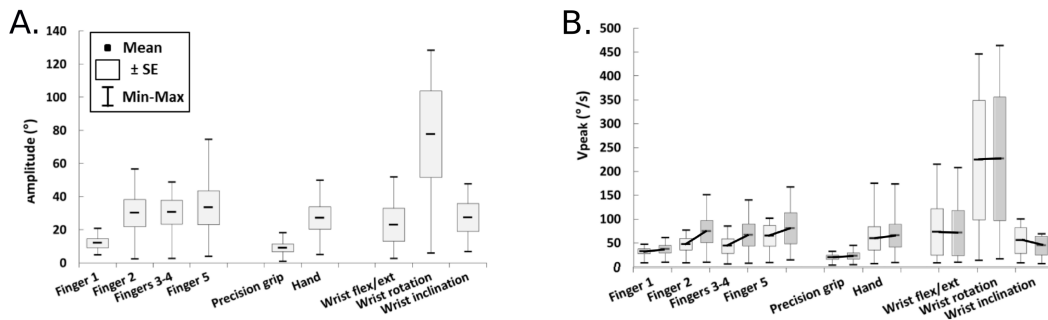 A.
140
120
100
80
60
40
20
0
Amplitude (°)
Mean
± SE
Min-Max
Finger 1
Finger 2
Fingers 3-4
Finger 5
Precision grip
Hand
Wrist flex/ext
Wrist rotation
Wrist inclination
B.
500
450
400
350
300
250
200
150
100
50
0
Vpeak (°/s)
Finger 1
Finger 2
Fingers 3-4
Finger 5
Precision grip
Hand
Wrist flex/ext
Wrist rotation
Wrist inclination